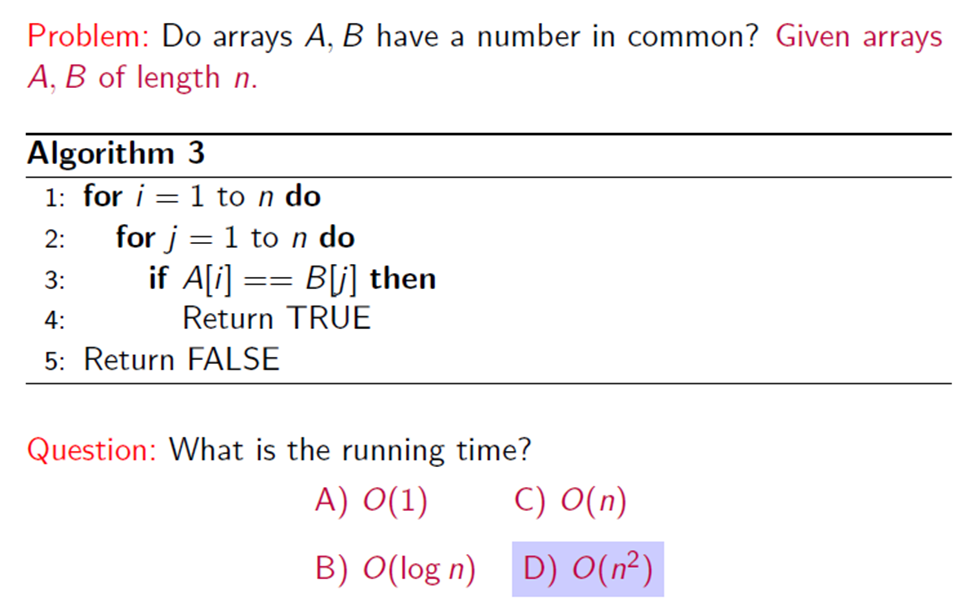 Problem: Do arrays A, B have a number in common? Given arrays
A, B of length n.
Algorithm 3
1: for i = 1 to n do
2: for j = 1 to n do
3: if A[i] == B[j] then
4: Return TRUE
5: Return FALSE
Question: What is the running time?
A) O(1) C) O(n)
B) O(log n) D) O(n²)